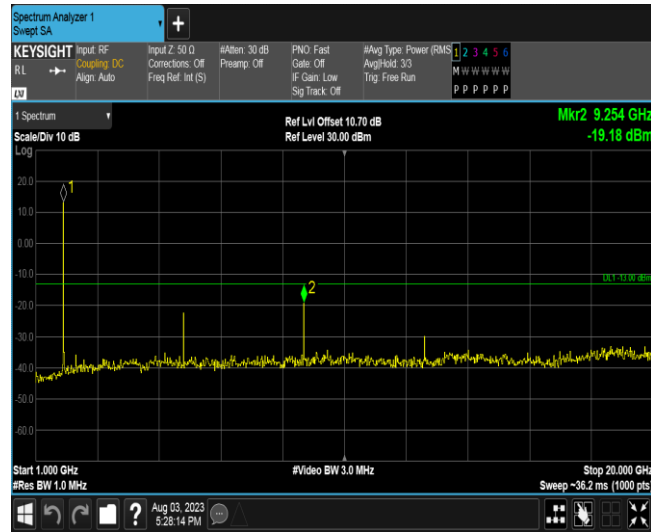 Spectrum Analyzer 1
Swept SA
+
KEYSIGHT
RL
LXI
Input: RF
Coupling: DC
Align: Auto
Input Z: 50 Ω
Corrections: Off
Freq Ref: Int (S)
#Atten: 30 dB
Preamp: Off
PNO: Fast
Gate: Off
IF Gain: Low
Sig Track: Off
#Avg Type: Power (RMS
Avg|Hold: 3/3
Trig: Free Run
1 2 3 4 5 6
M W W W W W
P P P P P P
1 Spectrum
Scale/Div 10 dB
Log
Ref Lvl Offset 10.70 dB
Ref Level 30.00 dBm
Mkr2 9.254 GHz
-19.18 dBm
20.0
10.0
0.00
-10.0
-20.0
-30.0
-40.0
-50.0
-60.0
1
2
DL1 -13.00 dBm
Start 1.000 GHz
#Res BW 1.0 MHz
#Video BW 3.0 MHz
Stop 20.000 GHz
Sweep ~36.2 ms (1000 pts)
?
Aug 03, 2023
5:28:14 PM